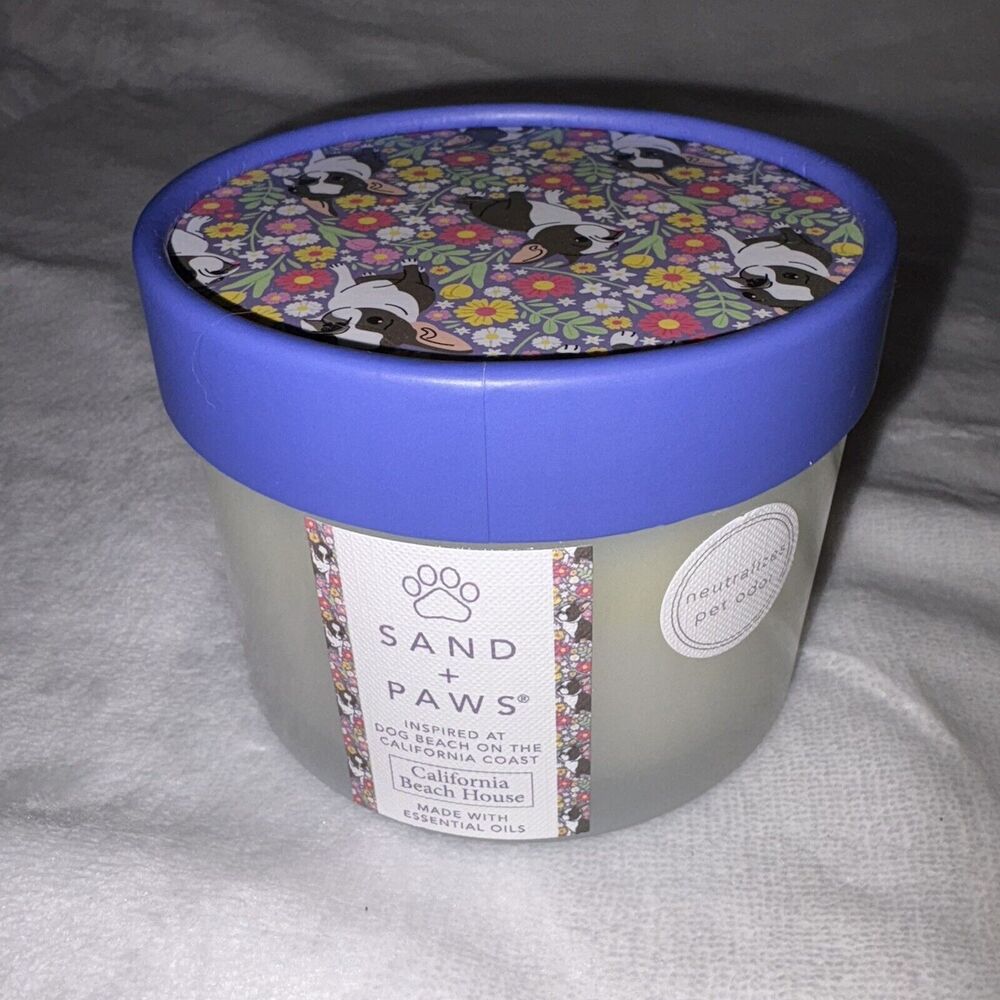 SAND
+
PAWS®
INSPIRED AT
DOG BEACH ON THE
CALIFORNIA COAST
California
Beach House
MADE WITH
ESSENTIAL OILS
neutralizes
pet odor